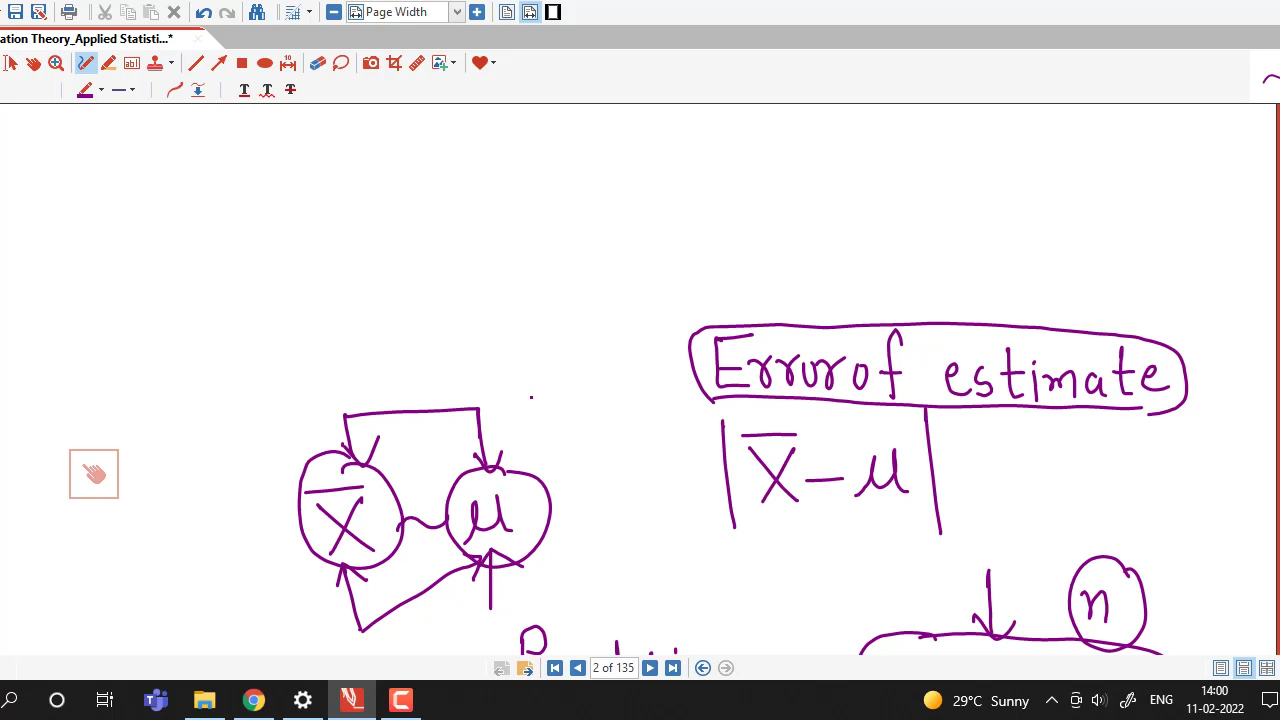 Page Width
ation Theory_Applied Statisti...*
Error of estimate
|X̄ - μ|
X̄ μ
n
2 of 135
29°C Sunny
ENG
14:00
11-02-2022